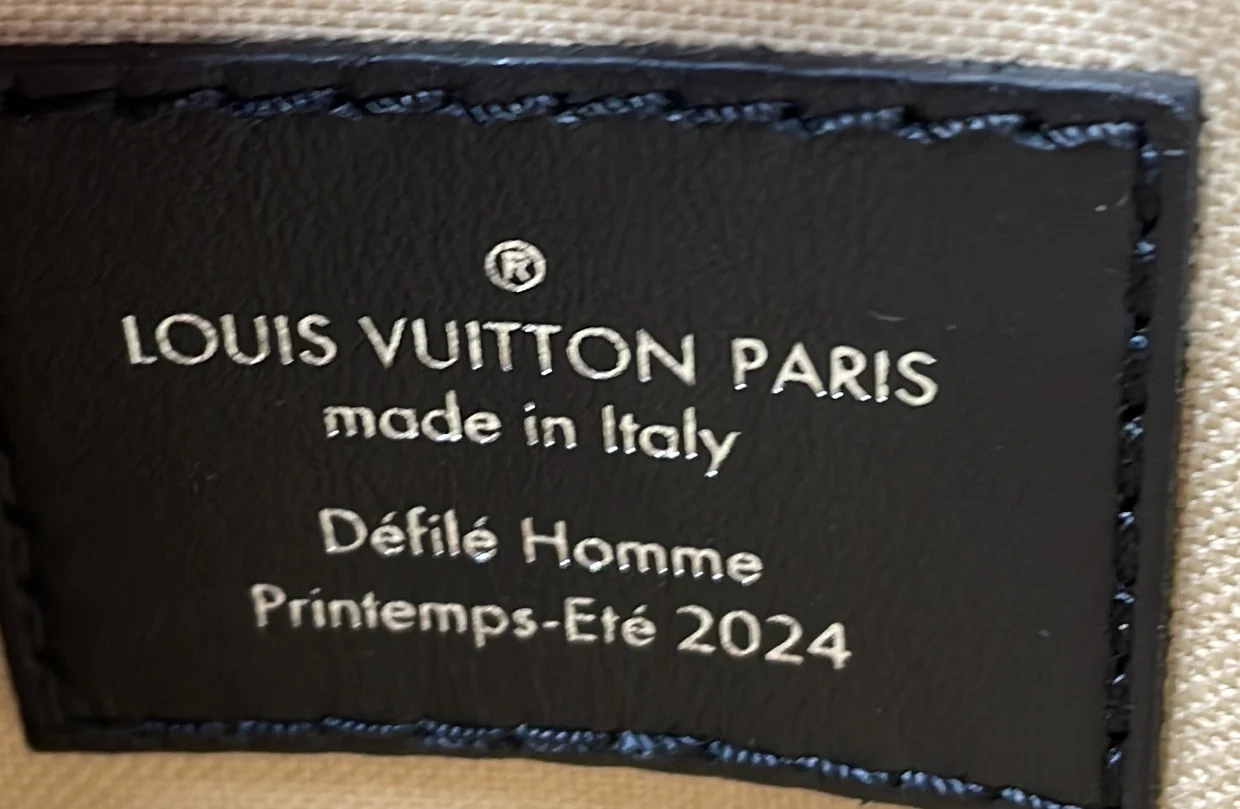 ®
LOUIS VUITTON PARIS
made in Italy
Défilé Homme
Printemps-Eté 2024